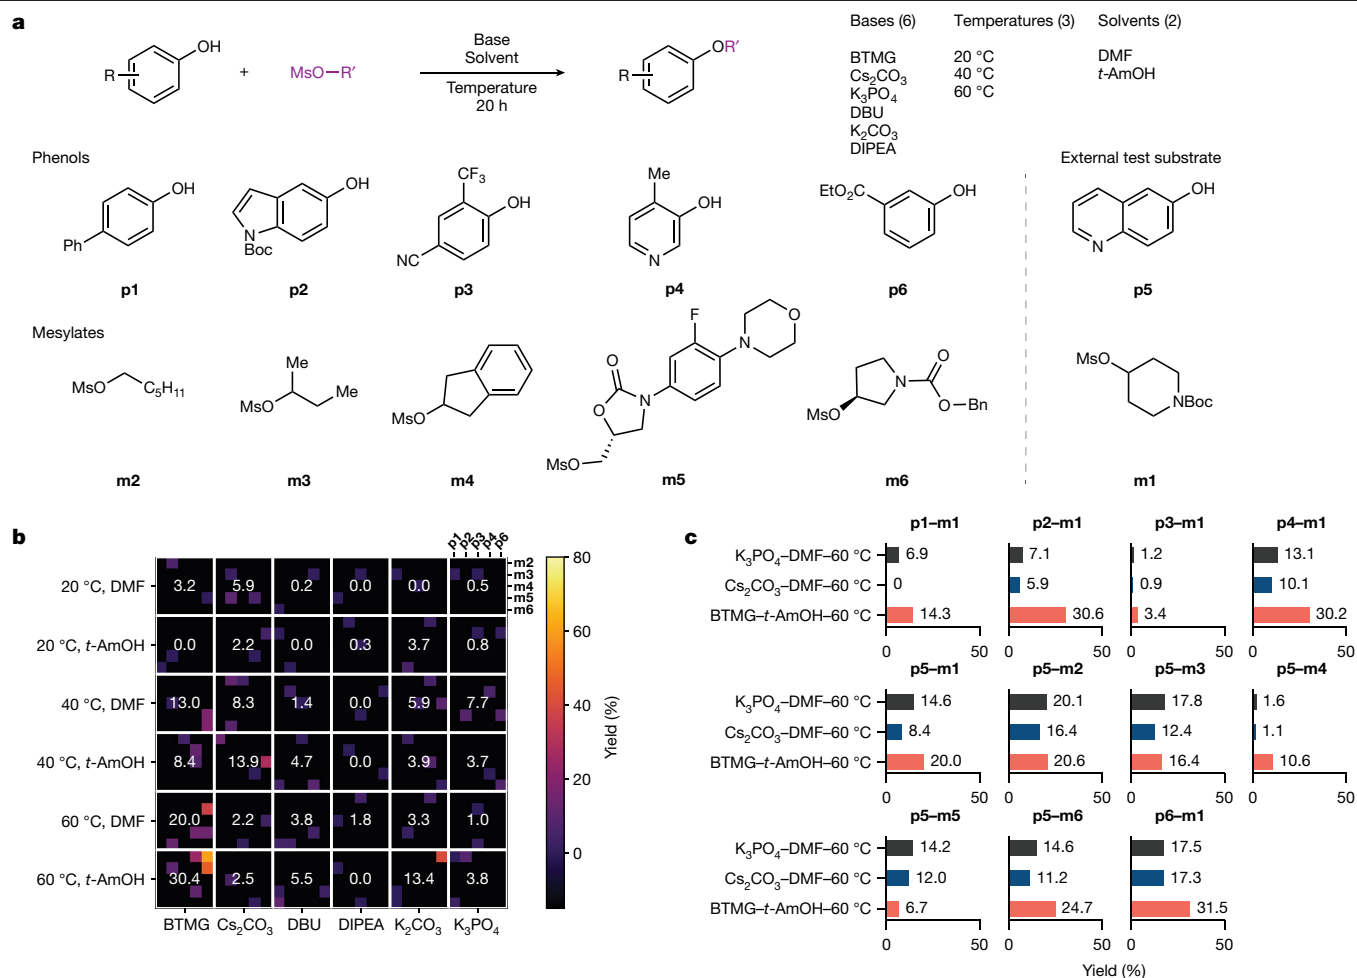 a
Bases (6) Temperatures (3) Solvents (2)
BTMG 20 °C DMF
Cs2CO3 40 °C t-AmOH
K3PO4 60 °C
DBU
K2CO3
DIPEA
R OH + MsO R′ Base
Solvent
Temperature
20 h
R OR′
Phenols External test substrate
OH Ph p1
OH N Boc p2
CF3 OH NC p3
Me OH N p4
EtO2C OH p6
OH N p5
Mesylates
MsO C5H11 m2
Me MsO Me m3
MsO m4
F N O O O N MsO m5
MsO N O O Bn m6
MsO NBoc m1
b
p1 p2 p3 p4 p6
m2
m3
m4
m5
m6
20 °C, DMF 3.2 5.9 0.2 0.0 0.0 0.5
20 °C, t-AmOH 0.0 2.2 0.0 0.3 3.7 0.8
40 °C, DMF 13.0 8.3 1.4 0.0 5.9 7.7
40 °C, t-AmOH 8.4 13.9 4.7 0.0 3.9 3.7
60 °C, DMF 20.0 2.2 3.8 1.8 3.3 1.0
60 °C, t-AmOH 30.4 2.5 5.5 0.0 13.4 3.8
BTMG Cs2CO3 DBU DIPEA K2CO3 K3PO4
80
60
40
20
0
Yield (%)
c
p1–m1 p2–m1 p3–m1 p4–m1
K3PO4–DMF–60 °C 6.9 7.1 1.2 13.1
Cs2CO3–DMF–60 °C 0 5.9 0.9 10.1
BTMG–t-AmOH–60 °C 14.3 30.6 3.4 30.2
0 50 0 50 0 50 0 50
p5–m1 p5–m2 p5–m3 p5–m4
K3PO4–DMF–60 °C 14.6 20.1 17.8 1.6
Cs2CO3–DMF–60 °C 8.4 16.4 12.4 1.1
BTMG–t-AmOH–60 °C 20.0 20.6 16.4 10.6
0 50 0 50 0 50 0 50
p5–m5 p5–m6 p6–m1
K3PO4–DMF–60 °C 14.2 14.6 17.5
Cs2CO3–DMF–60 °C 12.0 11.2 17.3
BTMG–t-AmOH–60 °C 6.7 24.7 31.5
0 50 0 50 0 50
Yield (%)